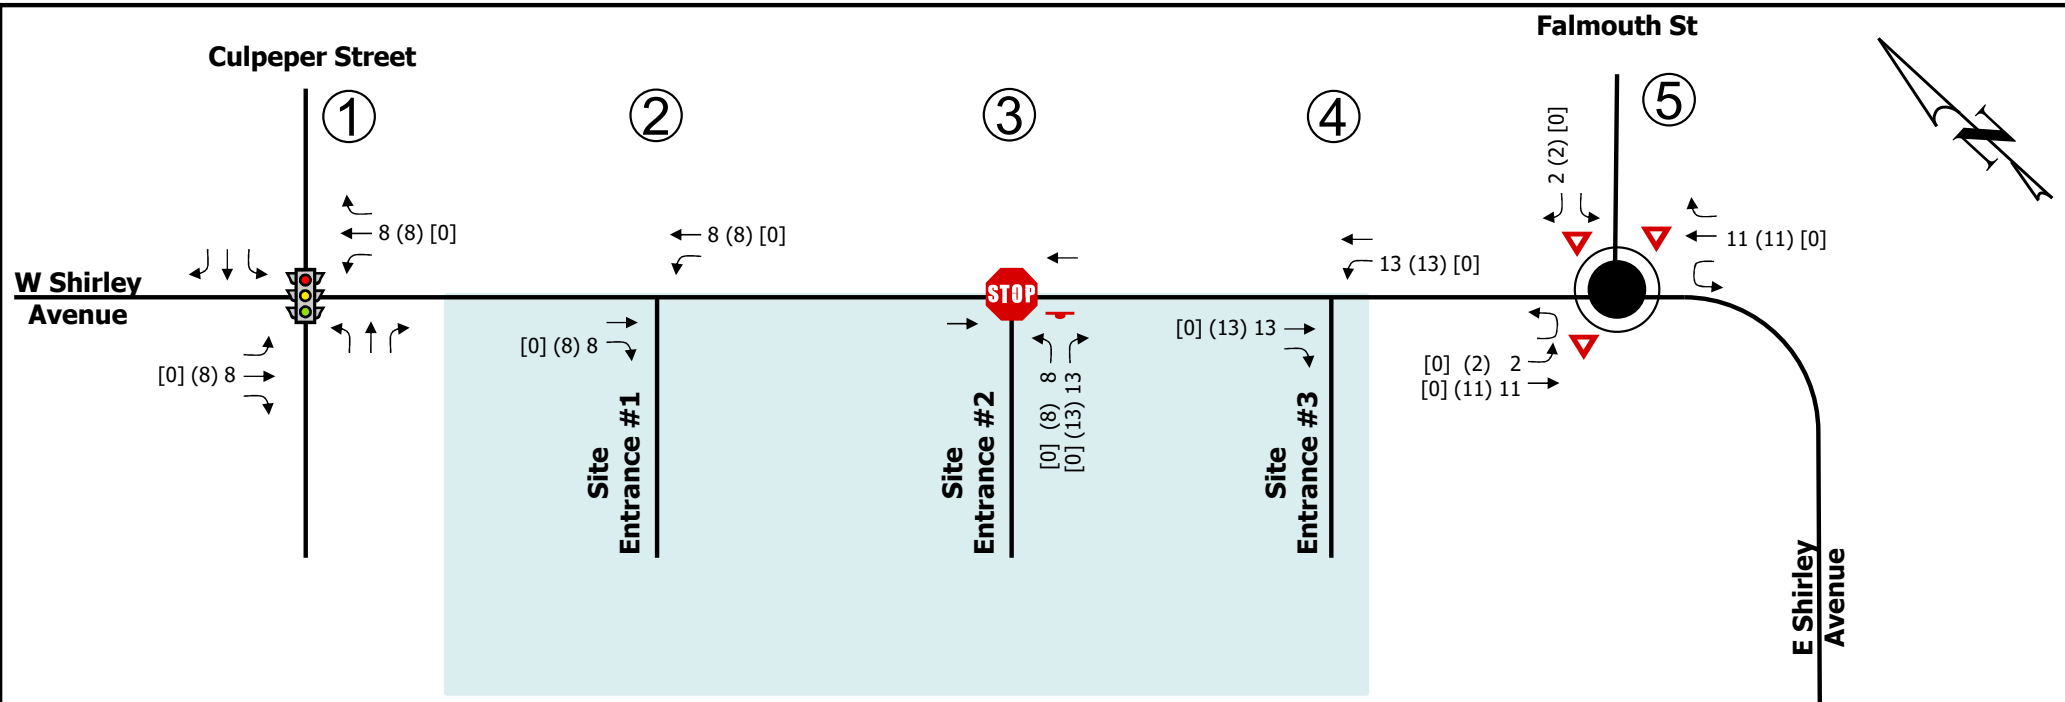 Falmouth St
Culpeper Street
1
2
3
4
5
N
2 (2) [0]
8 (8) [0]
8 (8) [0]
13 (13) [0]
11 (11) [0]
W Shirley
Avenue
STOP
[0] (8) 8
[0] (8) 8
[0] (13) 13
[0] (2) 2
[0] (11) 11
[0] (8) 8
[0] (13) 13
Site
Entrance #1
Site
Entrance #2
Site
Entrance #3
E Shirley
Avenue